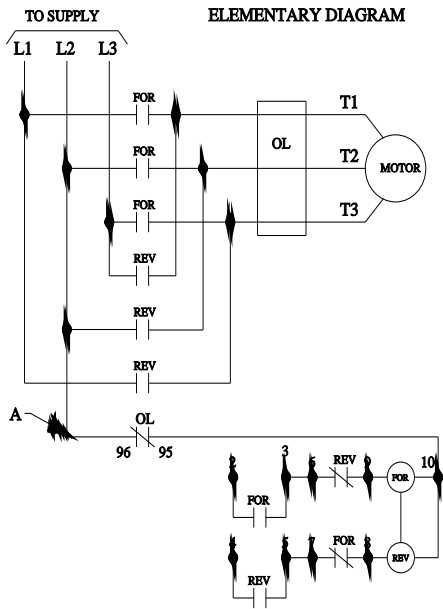 TO SUPPLY
ELEMENTARY DIAGRAM
L1 L2 L3
FOR
T1
OL
FOR
T2
MOTOR
FOR
T3
REV
REV
REV
A
OL
96 95
2 3 6 REV 9 10
FOR
FOR
4 5 7 FOR 8
REV
REV